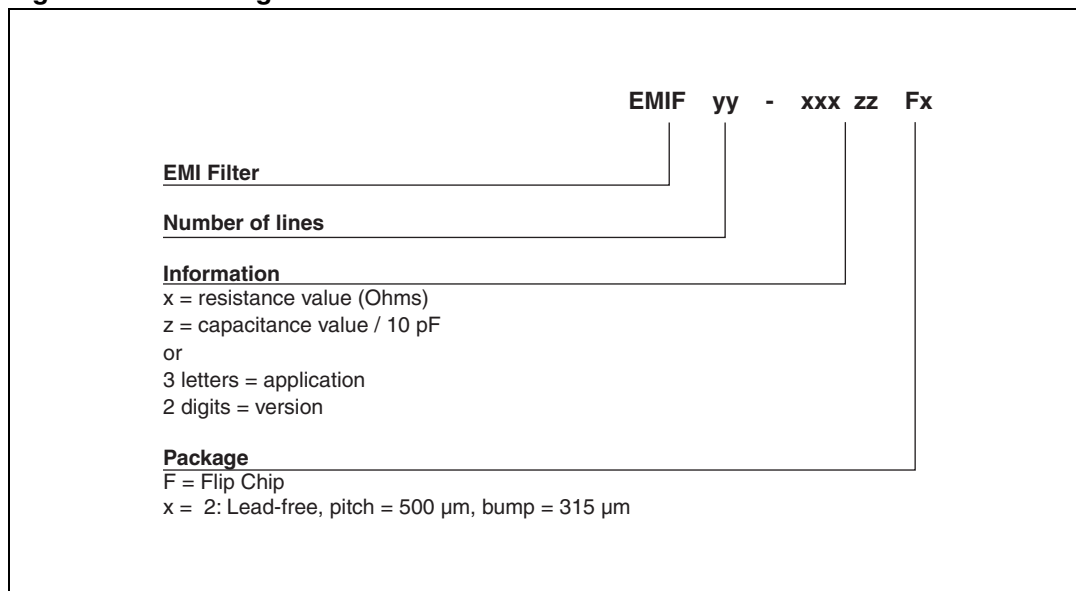 EMIF yy - xxx zz Fx
EMI Filter
Number of lines
Information
x = resistance value (Ohms)
z = capacitance value / 10 pF
or
3 letters = application
2 digits = version
Package
F = Flip Chip
x = 2: Lead-free, pitch = 500 µm, bump = 315 µm